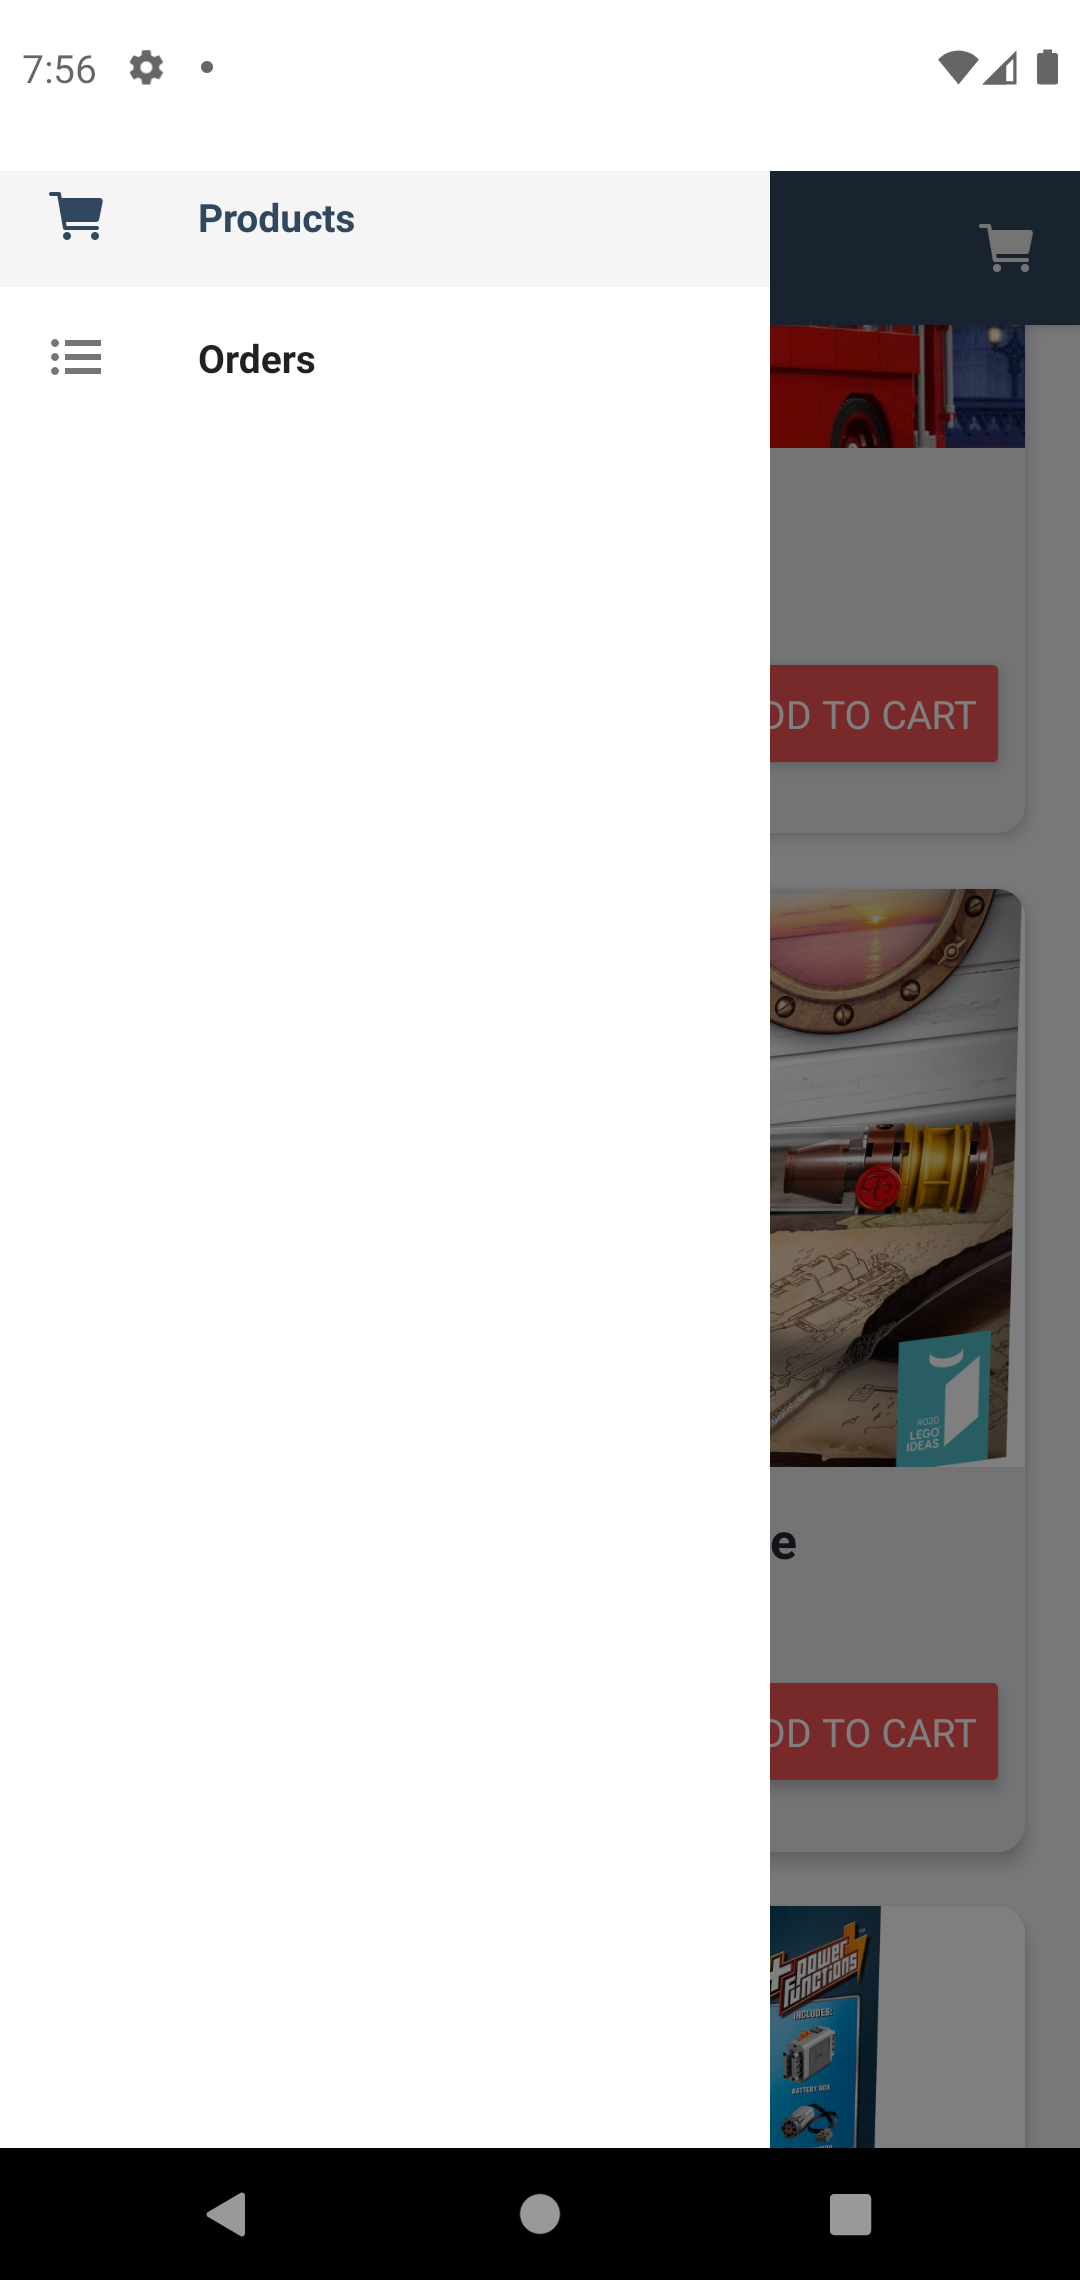 7:56
Products
Orders
DD TO CART
#020
LEGO
IDEAS
e
DD TO CART
power
functions
INCLUDES:
BATTERY BOX